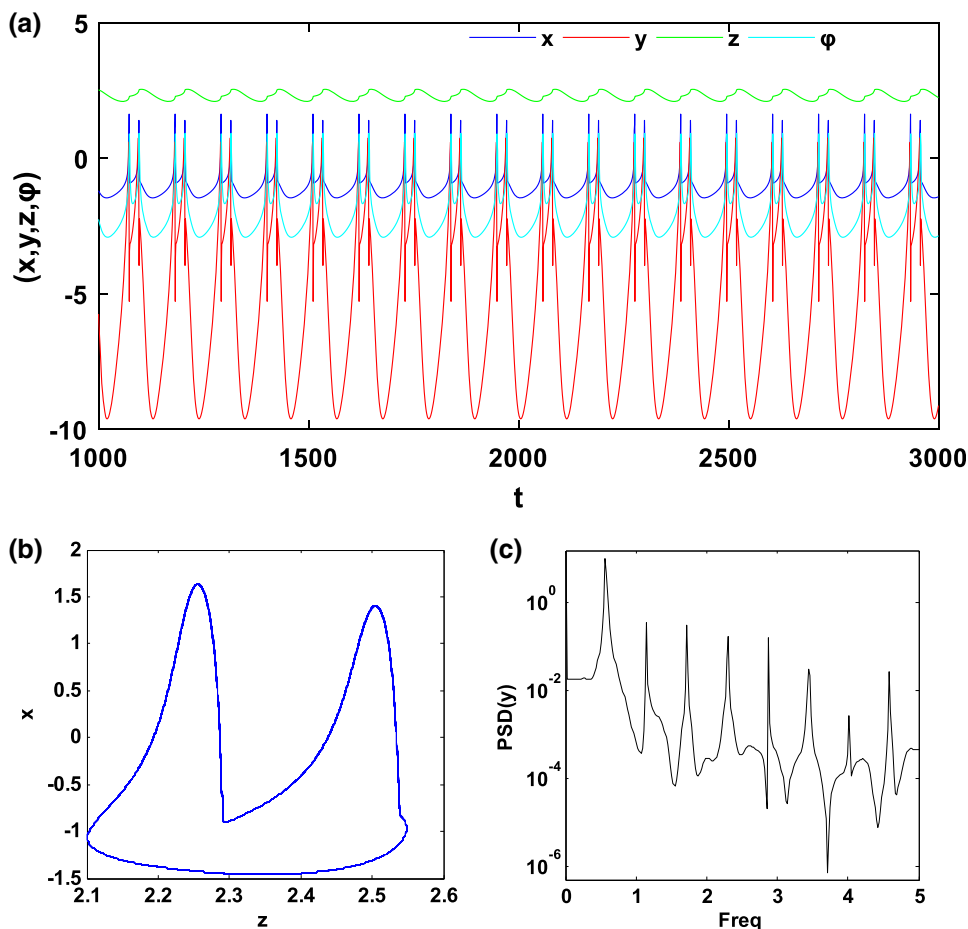 (a)
x y z φ
(x,y,z,φ)
5
0
-5
-10
1000 1500 2000 2500 3000
t
(b)
x
2
1.5
1
0.5
0
-0.5
-1
-1.5
2.1 2.2 2.3 2.4 2.5 2.6
z
(c)
PSD(y)
10^0
10^-2
10^-4
10^-6
0 1 2 3 4 5
Freq